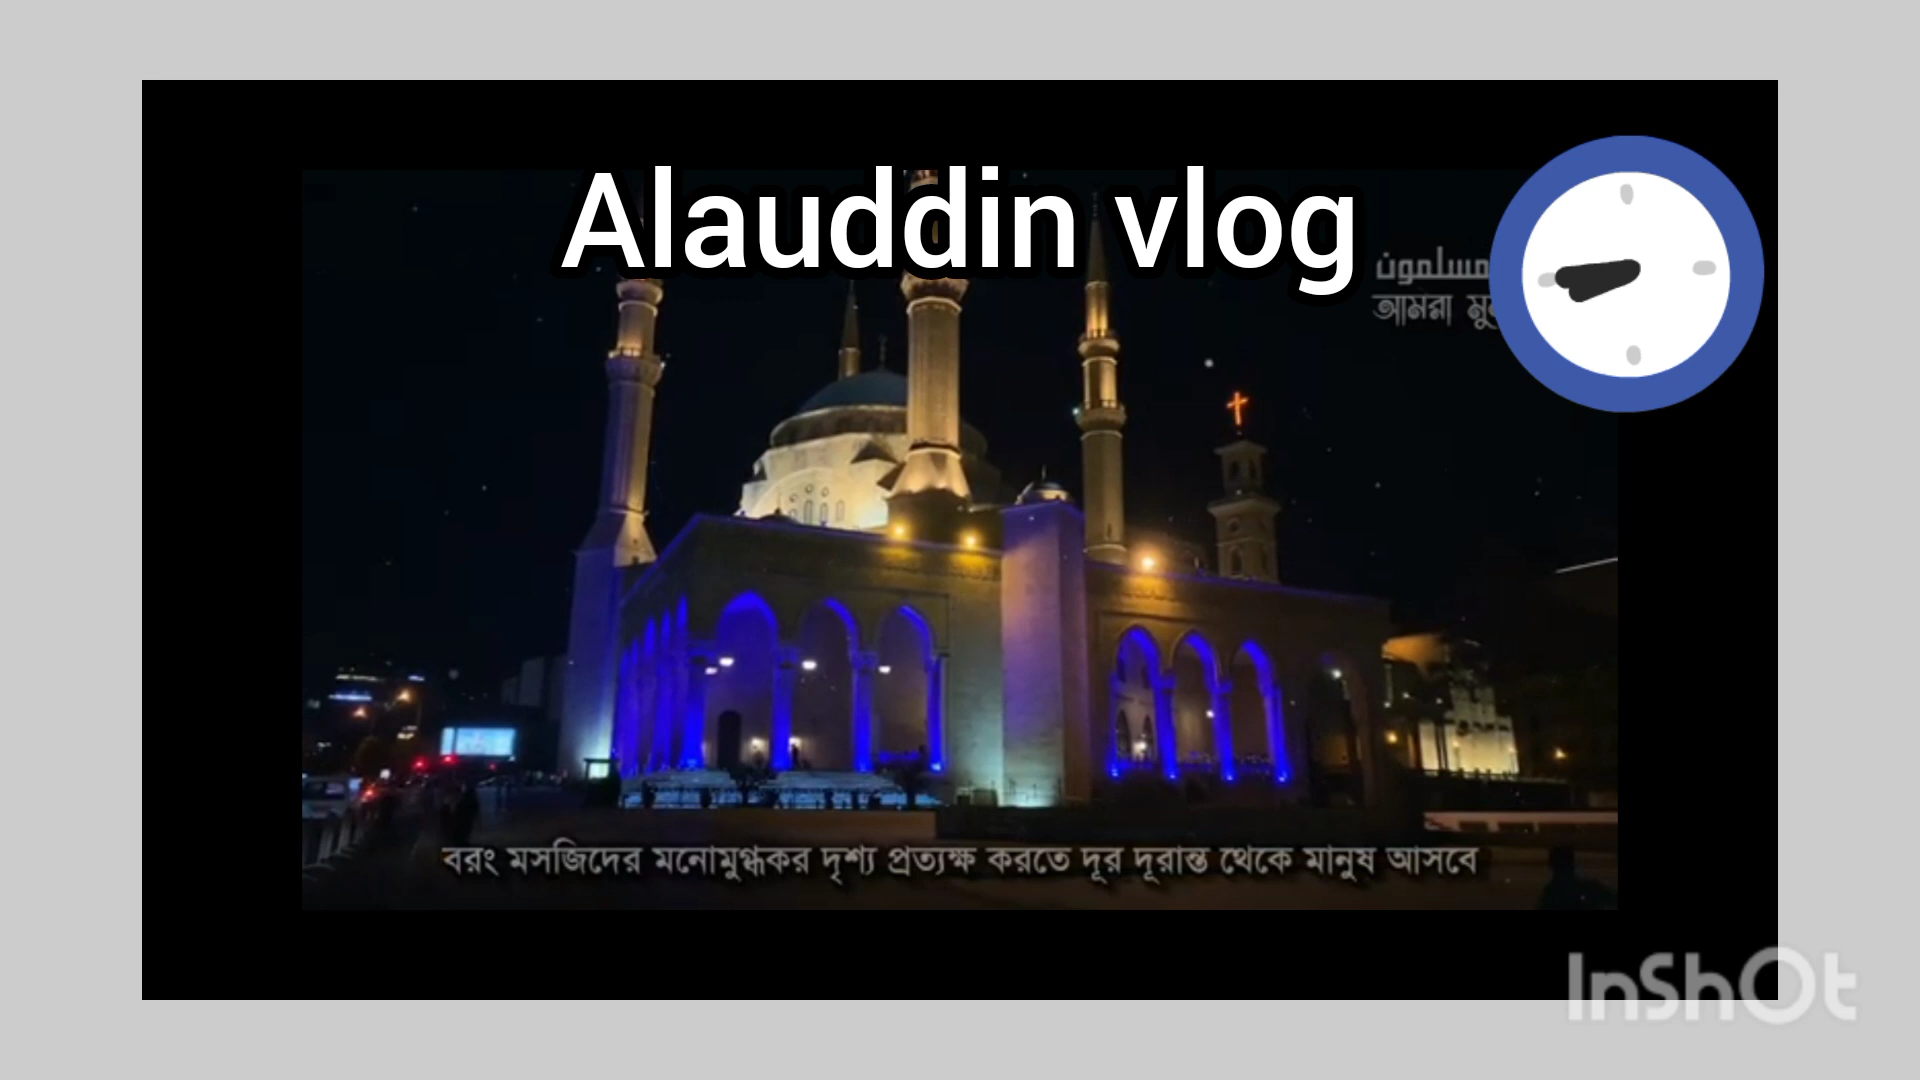 Alauddin vlog
مسلمون
আমরা
বরং মসজিদের মনোমুগ্ধকর দৃশ্য প্রত্যক্ষ করতে দূর দূরান্ত থেকে মানুষ আসবে
InShOt